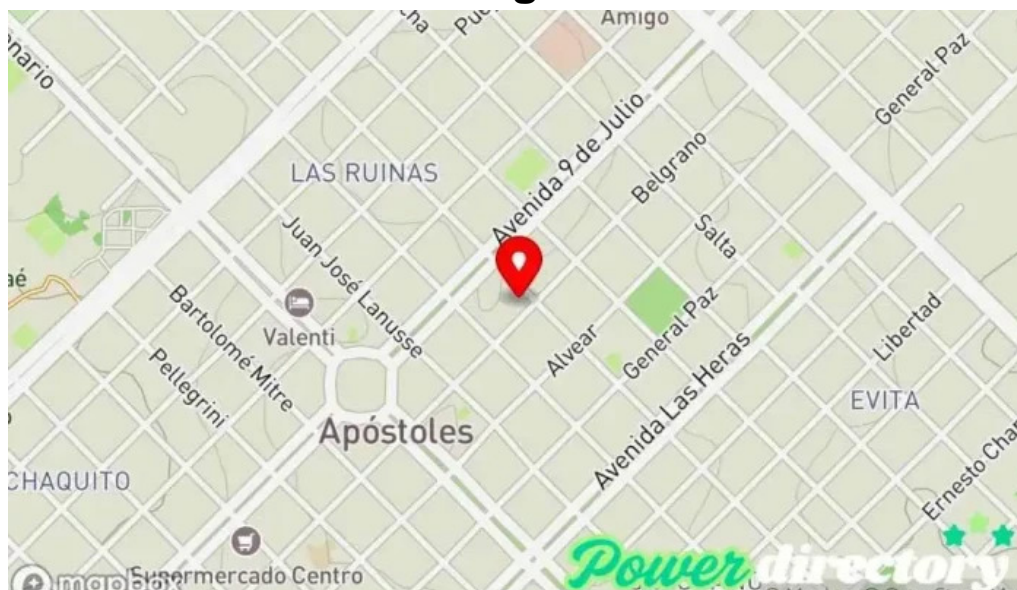 Amigo
General Paz
Avenida 9 de Julio
Belgrano
LAS RUINAS
Salta
Juan José Lanusse
Bartolomé Mitre
Valenti
Pellegrini
Alvear
General Paz
Libertad
Avenida Las Heras
EVITA
Apóstoles
CHAQUITO
Supermercado Centro
mapbox
Power directory